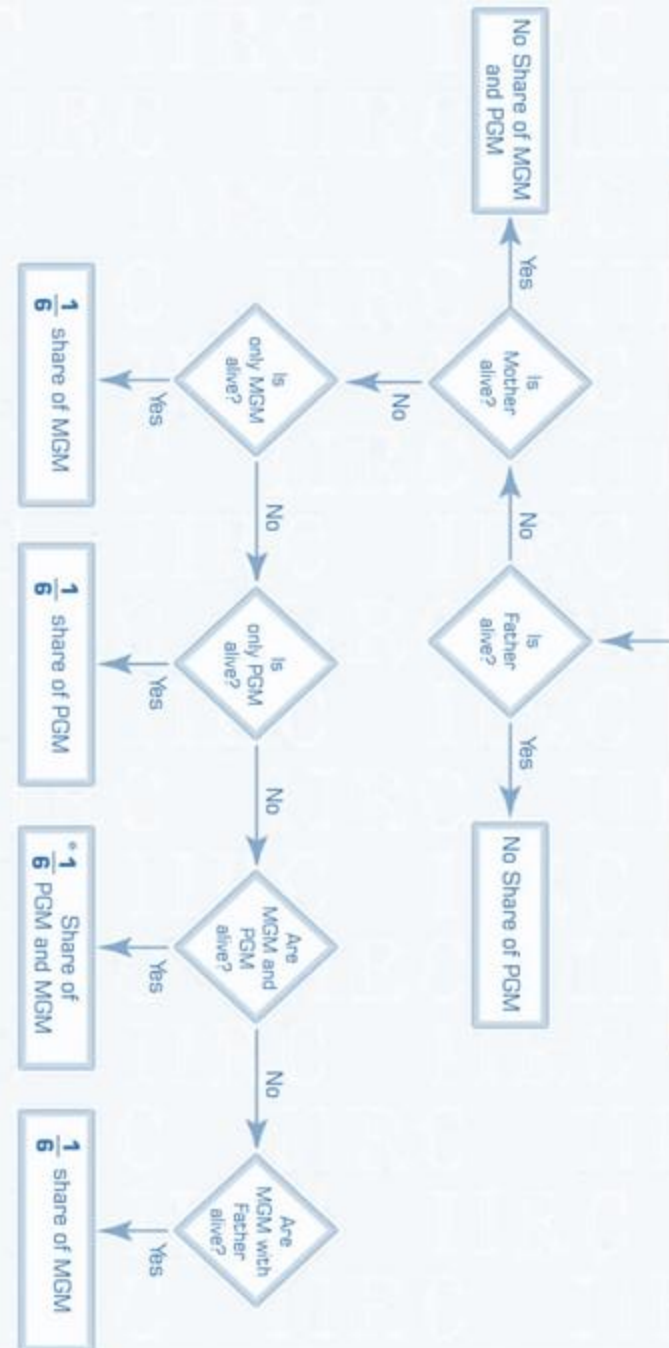 Is
Father
alive?
No
Yes
No Share of PGM
Is
Mother
alive?
Yes
No Share of MGM
and PGM
No
Is
only MGM
alive?
Yes
1
6 share of MGM
No
Is
only PGM
alive?
Yes
1
6 share of PGM
No
Are
MGM and
PGM
alive?
Yes
*1 Share of
6 PGM and MGM
No
Are
MGM with
Father
alive?
Yes
1
6 share of MGM